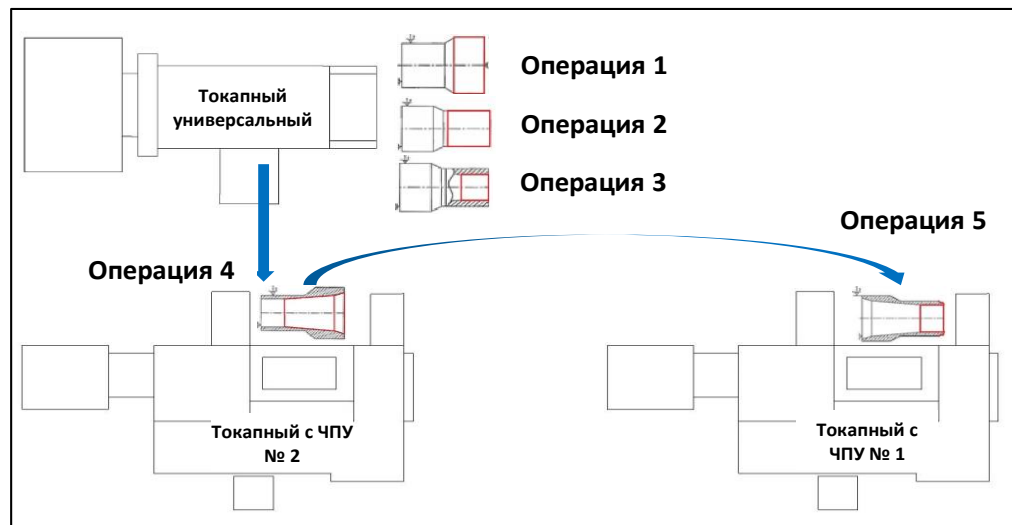 Токапный
универсальный
Операция 1
Операция 2
Операция 3
Операция 5
Операция 4
Токапный с ЧПУ
№ 2
Токапный с
ЧПУ № 1